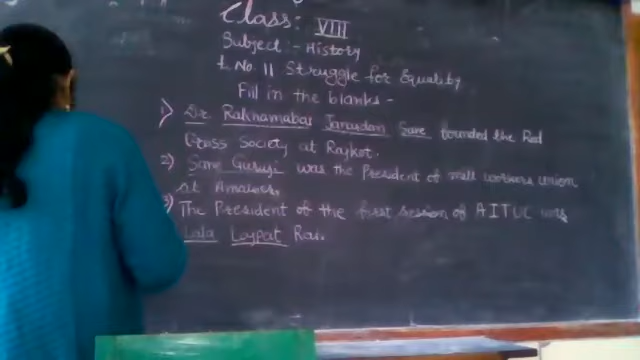 Class: VIII
Subject :- History
L. No. 11 Struggle for Equality
Fill in the blanks -
1) Dr. Rakhamabai Janardan Save founded the Red
Cross Society at Rajkot.
2) Sane Guruji was the President of mill workers union
at Amalner.
3) The President of the first session of AITUC was
Lala Lajpat Rai.